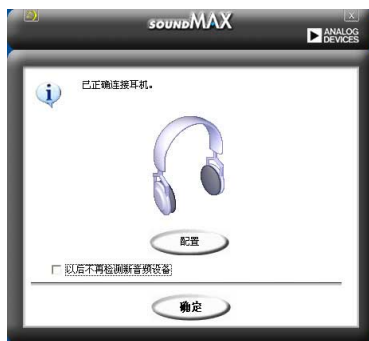 SOUNDMAX
ANALOG
DEVICES
已正确连接耳机。
配置
以后不再检测新音频设备
确定